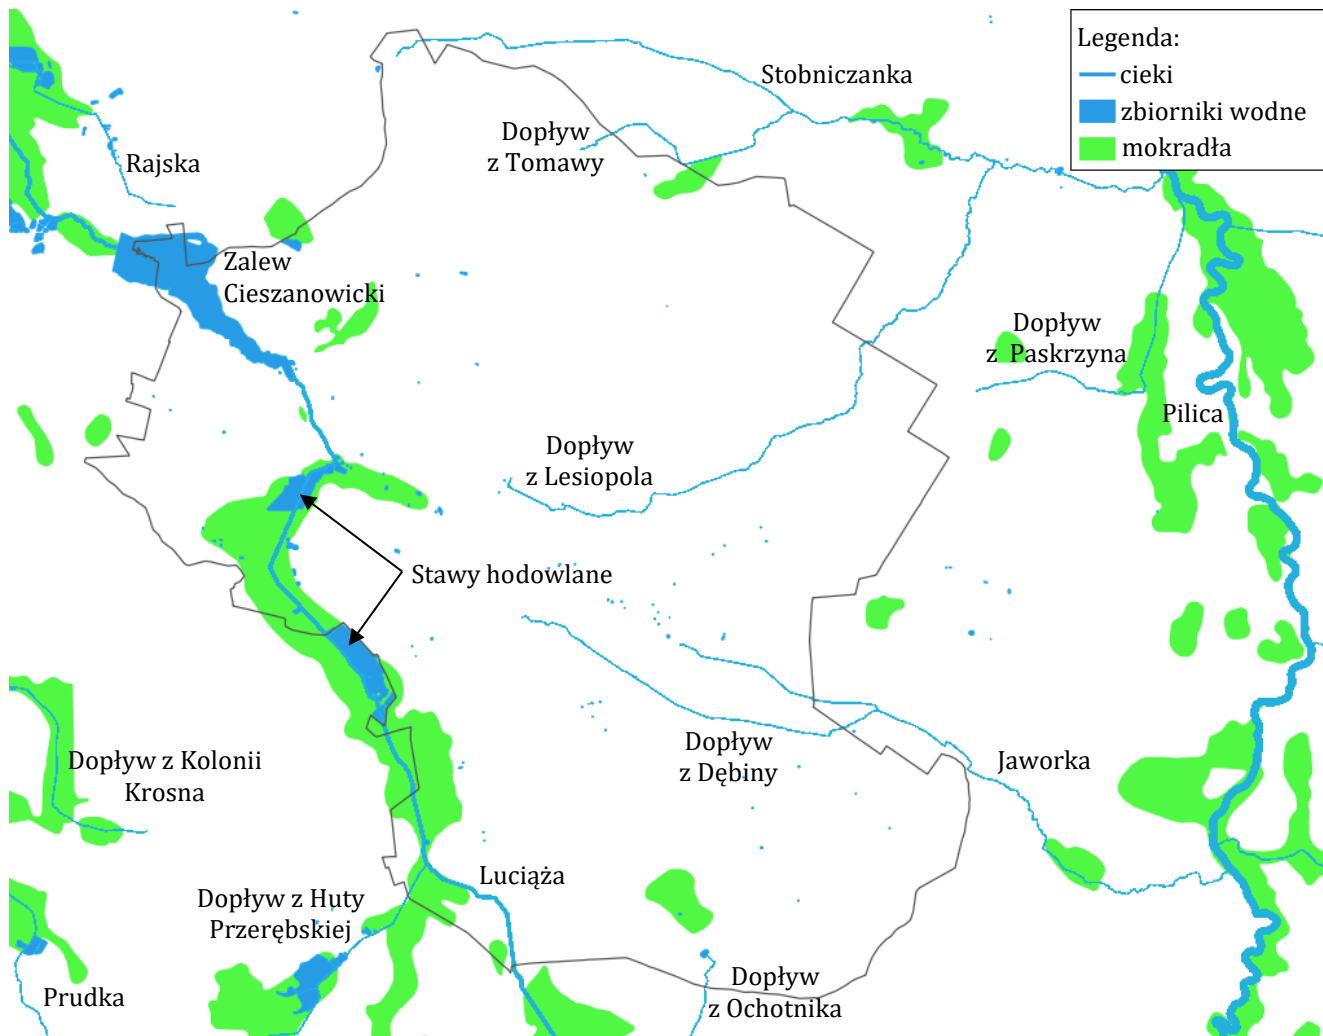 Legenda:
cieki
zbiorniki wodne
mokradła
Stobniczanka
Dopływ
z Tomawy
Rajska
Zalew
Cieszanowicki
Dopływ
z Paskrzyna
Pilica
Dopływ
z Lesiopola
Stawy hodowlane
Dopływ z Kolonii
Krosna
Dopływ
z Dębiny
Jaworka
Luciąża
Dopływ z Huty
Przerębskiej
Prudka
Dopływ
z Ochotnika